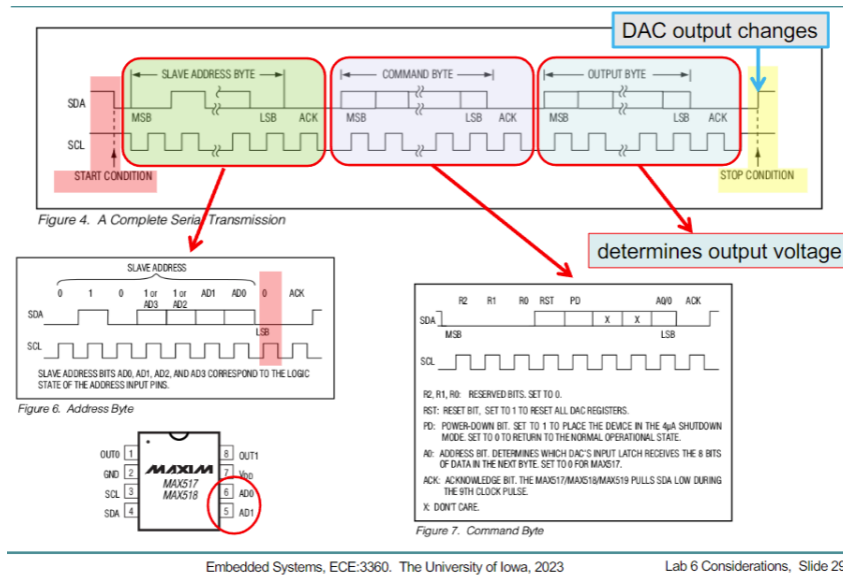 DAC output changes
SLAVE ADDRESS BYTE
COMMAND BYTE
OUTPUT BYTE
SDA
MSB
LSB
ACK
MSB
LSB
ACK
MSB
LSB
ACK
SCL
START CONDITION
STOP CONDITION
Figure 4. A Complete Serial Transmission
determines output voltage
SLAVE ADDRESS
0 1 0 1 or AD3 1 or AD2 AD1 AD0 0 ACK
SDA
LSB
SCL
SLAVE ADDRESS BITS AD0, AD1, AD2, AND AD3 CORRESPOND TO THE LOGIC
STATE OF THE ADDRESS INPUT PINS.
Figure 6. Address Byte
OUT0 1
GND 2
SCL 3
SDA 4
MAXIM
MAX517
MAX518
8 OUT1
7 VDD
6 AD0
5 AD1
R2 R1 R0 RST PD A0/0 ACK
SDA
X X
MSB
LSB
SCL
R2, R1, R0: RESERVED BITS. SET TO 0.
RST: RESET BIT, SET TO 1 TO RESET ALL DAC REGISTERS.
PD: POWER-DOWN BIT. SET TO 1 TO PLACE THE DEVICE IN THE 4µA SHUTDOWN
MODE. SET TO 0 TO RETURN TO THE NORMAL OPERATIONAL STATE.
A0: ADDRESS BIT. DETERMINES WHICH DAC'S INPUT LATCH RECEIVES THE 8 BITS
OF DATA IN THE NEXT BYTE. SET TO 0 FOR MAX517.
ACK: ACKNOWLEDGE BIT. THE MAX517/MAX518/MAX519 PULLS SDA LOW DURING
THE 9TH CLOCK PULSE.
X: DON'T CARE.
Figure 7. Command Byte
Embedded Systems, ECE:3360. The University of Iowa, 2023
Lab 6 Considerations, Slide 29